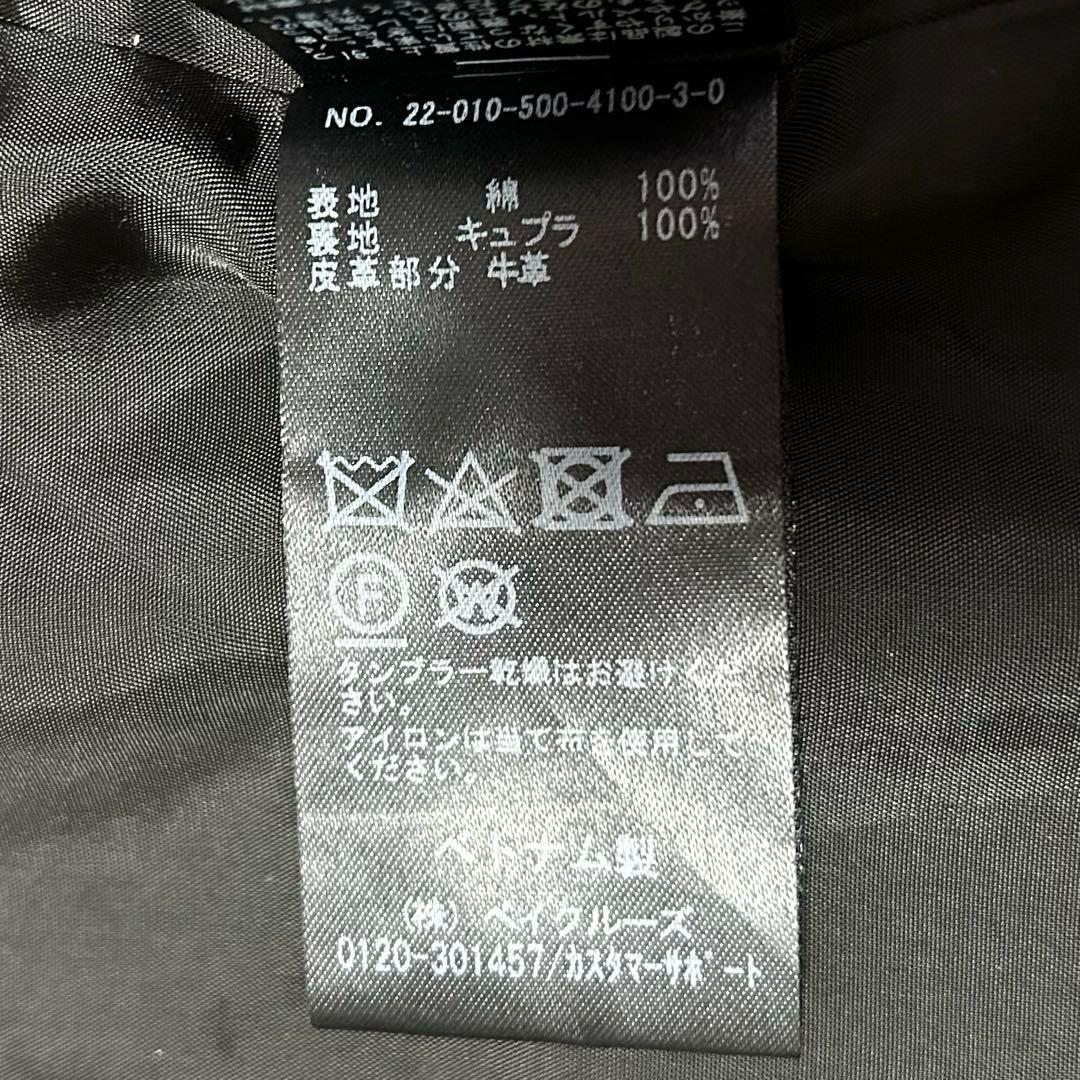 NO. 22-010-500-4100-3-0
表地 綿 100%
裏地 キュプラ 100%
皮革部分 牛革
P
W
タンブラー乾燥はお避けくだ
さい。
アイロンは当て布を使用して
ください。
ベトナム製
(株)ベイクルーズ
0120-301457/カスタマーサポート